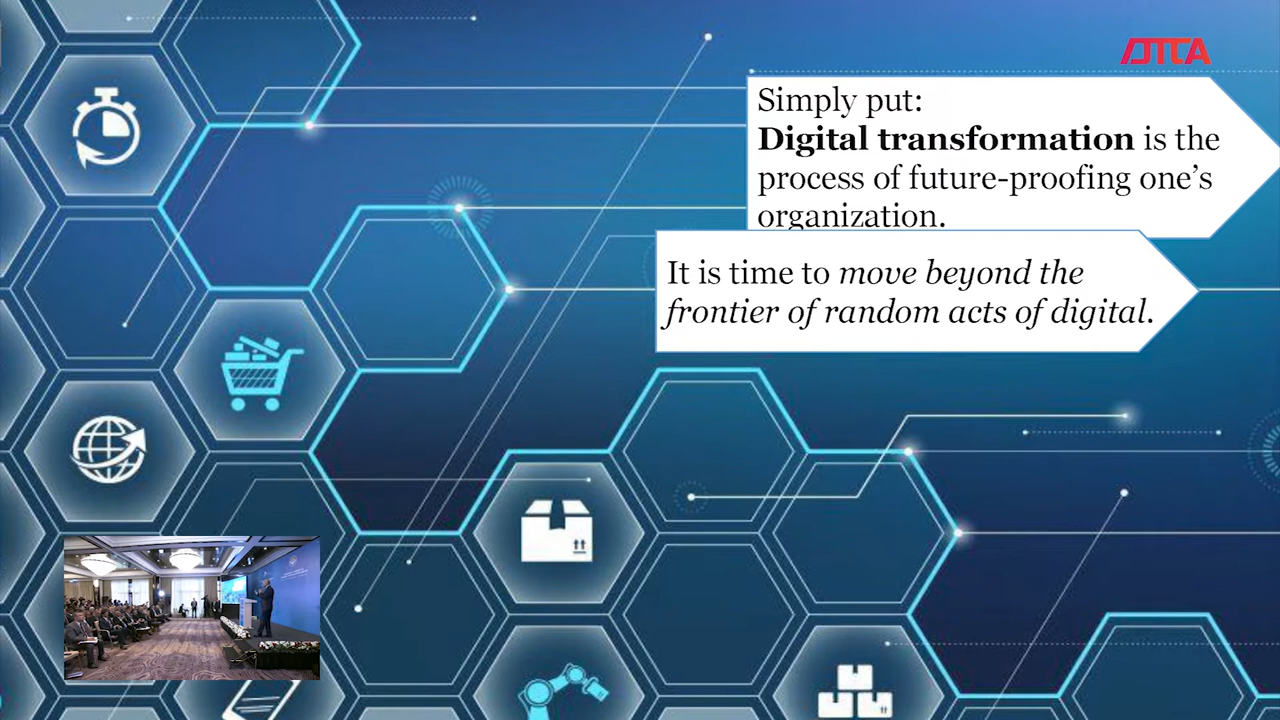 DTCA
Simply put:
Digital transformation is the
process of future-proofing one’s
organization.
It is time to move beyond the
frontier of random acts of digital.